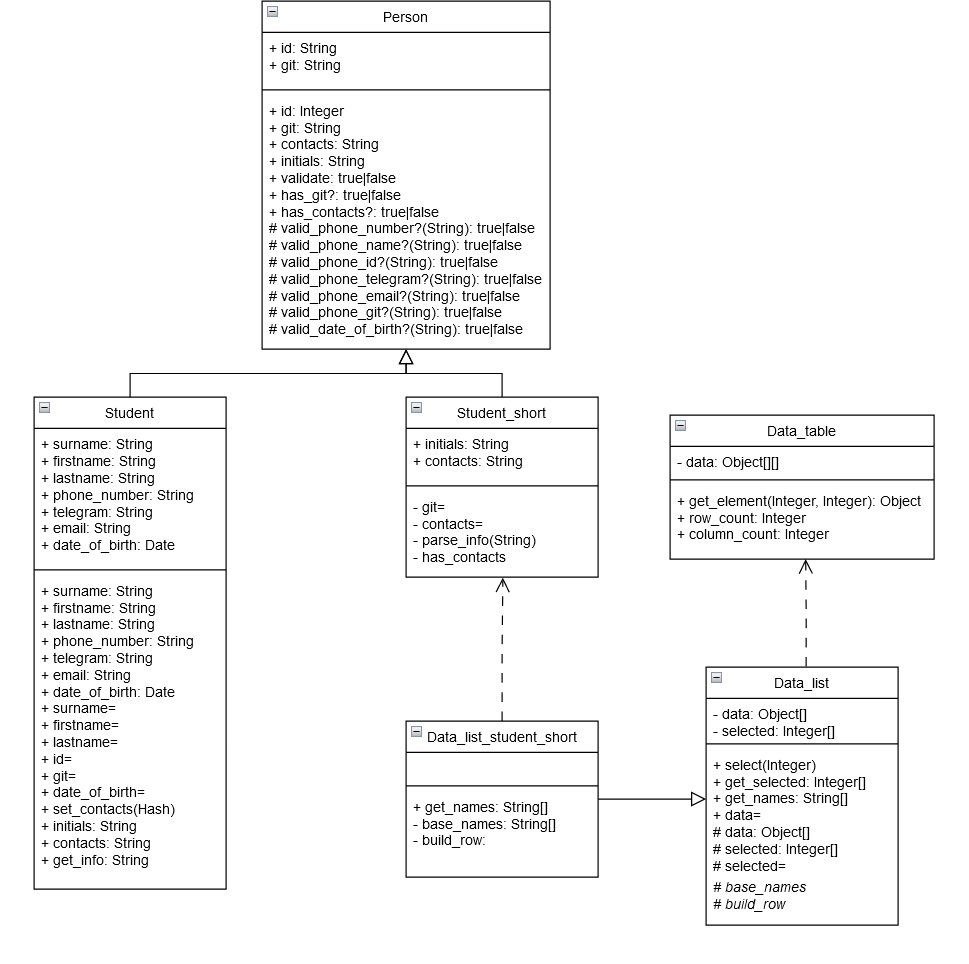 Person
+ id: String
+ git: String
+ id: Integer
+ git: String
+ contacts: String
+ initials: String
+ validate: true|false
+ has_git?: true|false
+ has_contacts?: true|false
# valid_phone_number?(String): true|false
# valid_phone_name?(String): true|false
# valid_phone_id?(String): true|false
# valid_phone_telegram?(String): true|false
# valid_phone_email?(String): true|false
# valid_phone_git?(String): true|false
# valid_date_of_birth?(String): true|false
Student
+ surname: String
+ firstname: String
+ lastname: String
+ phone_number: String
+ telegram: String
+ email: String
+ date_of_birth: Date
+ surname: String
+ firstname: String
+ lastname: String
+ phone_number: String
+ telegram: String
+ email: String
+ date_of_birth: Date
+ surname=
+ firstname=
+ lastname=
+ id=
+ git=
+ date_of_birth=
+ set_contacts(Hash)
+ initials: String
+ contacts: String
+ get_info: String
Student_short
+ initials: String
+ contacts: String
- git=
- contacts=
- parse_info(String)
- has_contacts
Data_table
- data: Object[][]
+ get_element(Integer, Integer): Object
+ row_count: Integer
+ column_count: Integer
Data_list_student_short
+ get_names: String[]
- base_names: String[]
- build_row:
Data_list
- data: Object[]
- selected: Integer[]
+ select(Integer)
+ get_selected: Integer[]
+ get_names: String[]
+ data=
# data: Object[]
# selected: Integer[]
# selected=
# base_names
# build_row